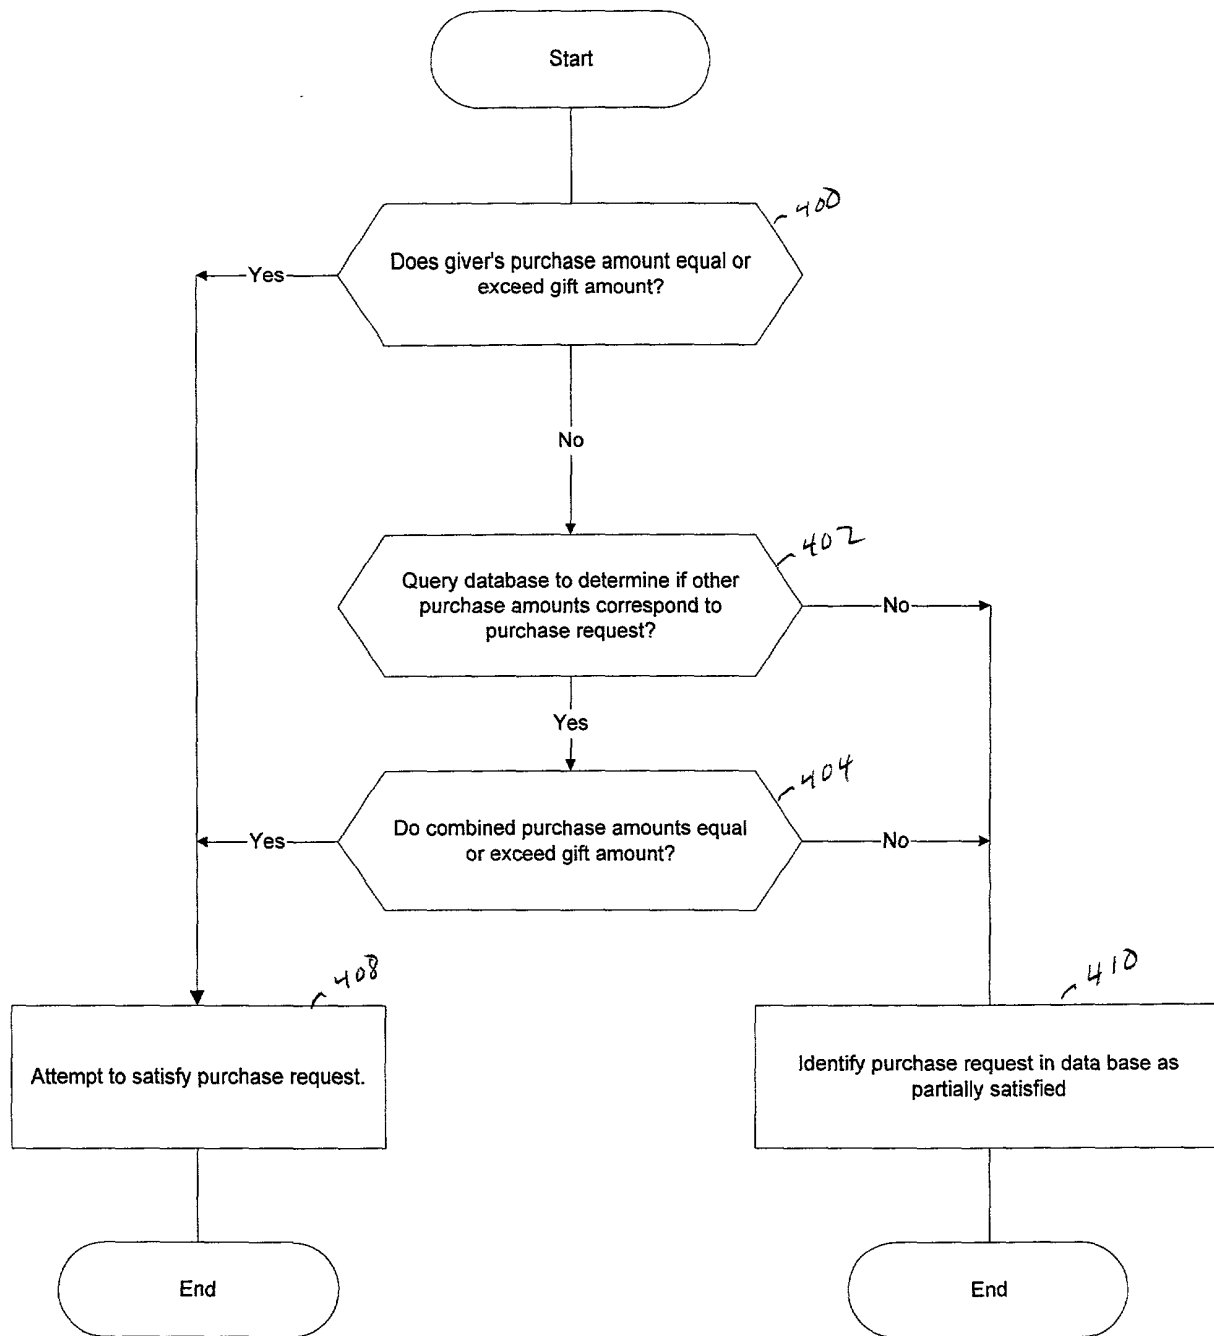 Start
400
Does giver's purchase amount equal or
exceed gift amount?
Yes
No
402
Query database to determine if other
purchase amounts correspond to
purchase request?
No
Yes
404
Do combined purchase amounts equal
or exceed gift amount?
Yes
No
408
Attempt to satisfy purchase request.
410
Identify purchase request in data base as
partially satisfied
End
End